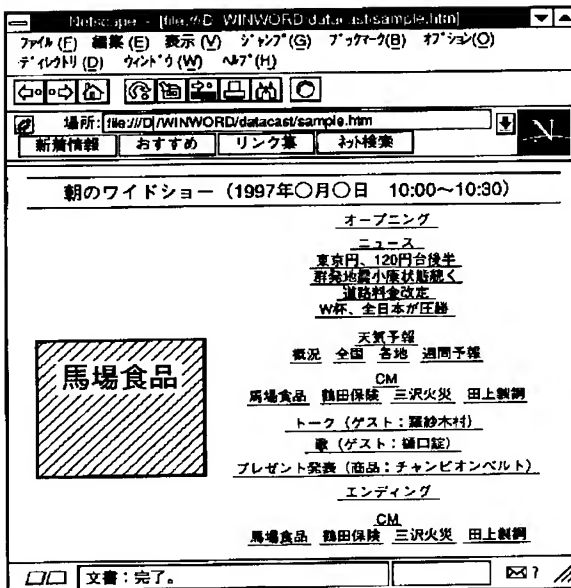 Netscape - [file:///D|/WINWORD/datacast/sample.htm]
ファイル(F) 編集(E) 表示(V) ジャンプ(G) ブックマーク(B) オプション(O)
ディレクトリ(D) ウィンドウ(W) ヘルプ(H)
場所: file:///D|/WINWORD/datacast/sample.htm
N
新着情報 おすすめ リンク集 ネット検索
朝のワイドショー (1997年○月○日 10:00~10:30)
オープニング
ニュース
東京円、120円台後半
群発地震小康状態続く
道路料金改定
W杯、全日本が圧勝
天気予報
概況 全国 各地 週間予報
馬場食品
CM
馬場食品 鶴田保険 三沢火災 田上製鋼
トーク (ゲスト:羅紗木村)
歌 (ゲスト:樋口錠)
プレゼント発表 (商品:チャンピオンベルト)
エンディング
CM
馬場食品 鶴田保険 三沢火災 田上製鋼
文書:完了。
?